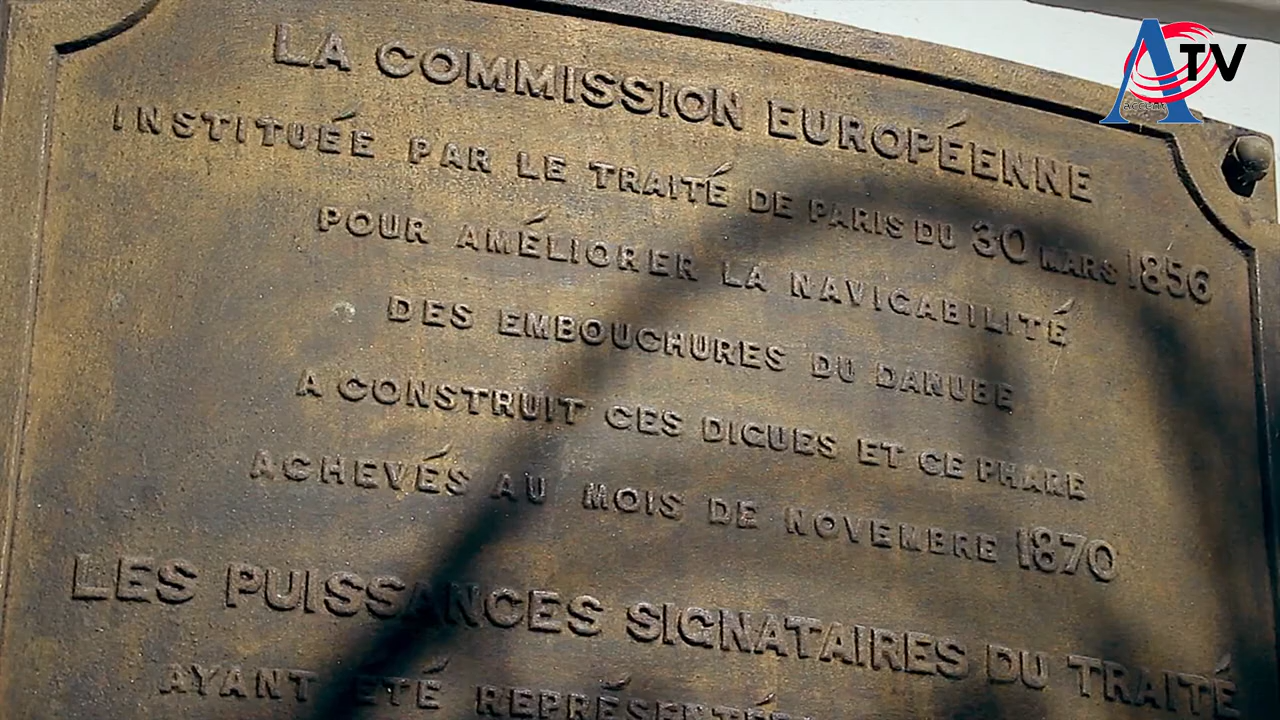 LA COMMISSION EUROPÉENNE
INSTITUÉE PAR LE TRAITÉ DE PARIS DU 30 MARS 1856
POUR AMÉLIORER LA NAVIGABILITÉ
DES EMBOUCHURES DU DANUBE
A CONSTRUIT CES DIGUES ET CE PHARE
ACHEVÉS AU MOIS DE NOVEMBRE 1870
LES PUISSANCES SIGNATAIRES DU TRAITÉ
AYANT ÉTÉ
A TV
accent